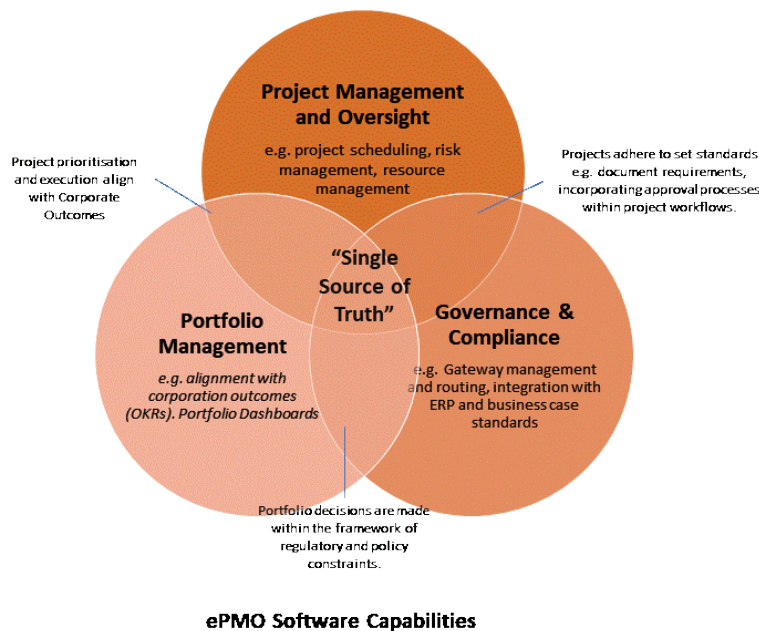 Project Management
and Oversight
e.g. project scheduling, risk
management, resource
management
Project prioritisation
and execution align
with Corporate
Outcomes
Projects adhere to set standards
e.g. document requirements,
incorporating approval processes
within project workflows.
“Single
Source of
Truth”
Portfolio
Management
e.g. alignment with
corporation outcomes
(OKRs). Portfolio Dashboards
Governance &
Compliance
e.g. Gateway management
and routing, integration with
ERP and business case
standards
Portfolio decisions are made
within the framework of
regulatory and policy
constraints.
ePMO Software Capabilities